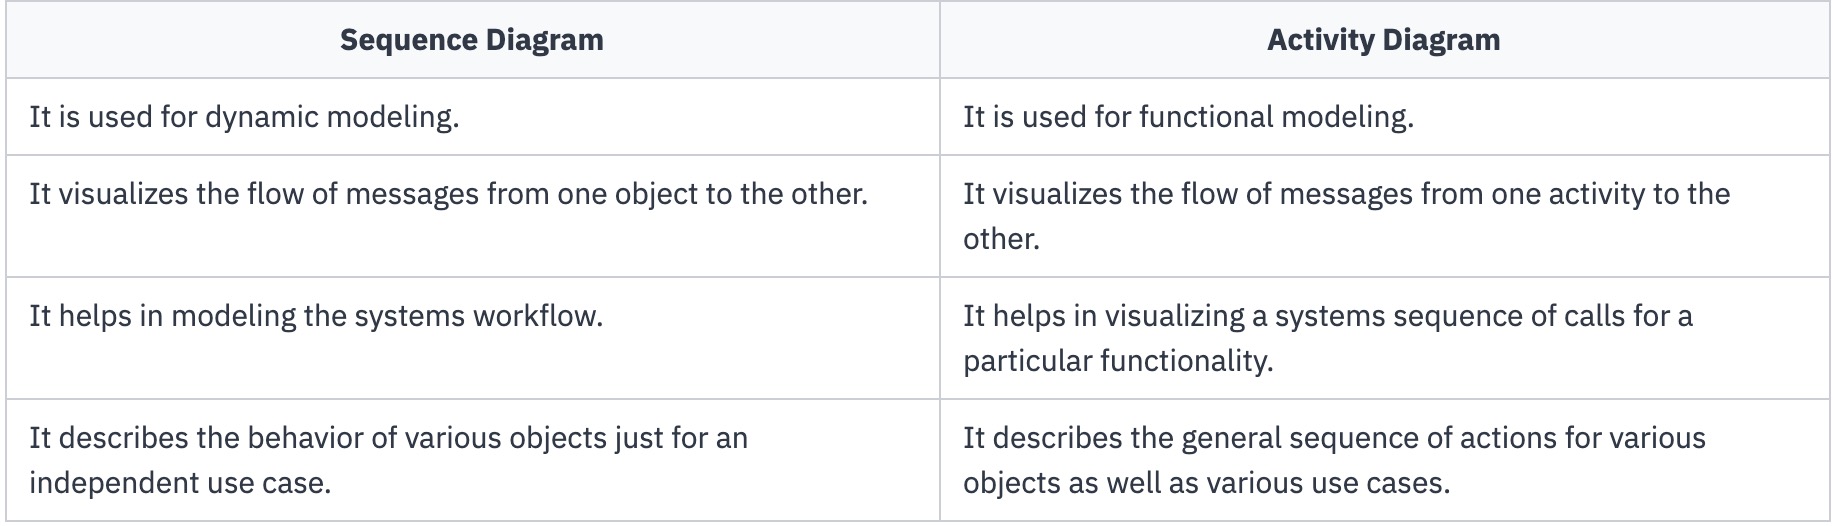 Sequence Diagram
Activity Diagram
It is used for dynamic modeling.
It is used for functional modeling.
It visualizes the flow of messages from one object to the other.
It visualizes the flow of messages from one activity to the
other.
It helps in modeling the systems workflow.
It helps in visualizing a systems sequence of calls for a
particular functionality.
It describes the behavior of various objects just for an
independent use case.
It describes the general sequence of actions for various
objects as well as various use cases.